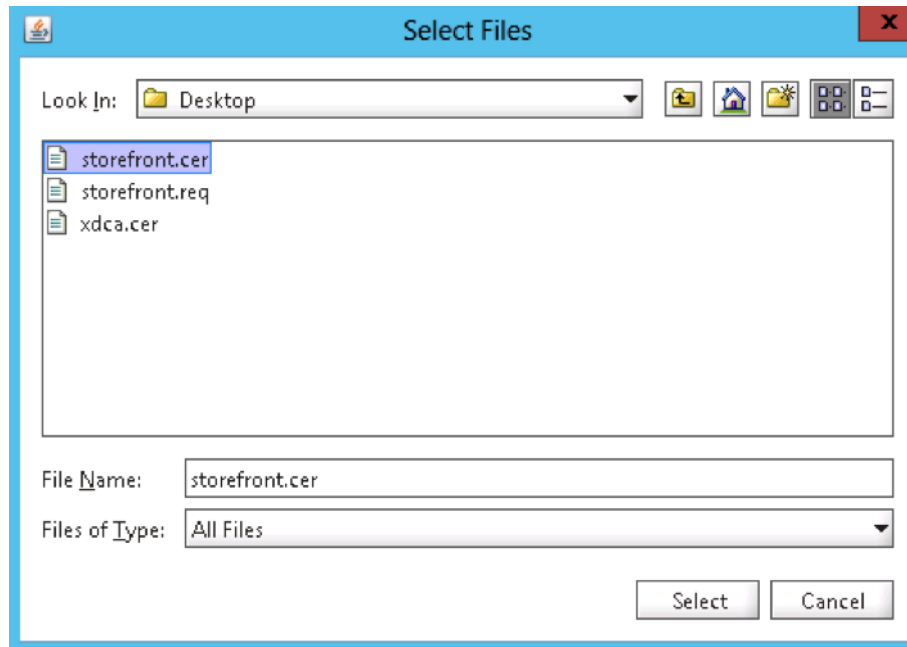 Select Files
x
Look In: Desktop
storefront.cer
storefront.req
xdca.cer
File Name: storefront.cer
Files of Type: All Files
Select Cancel